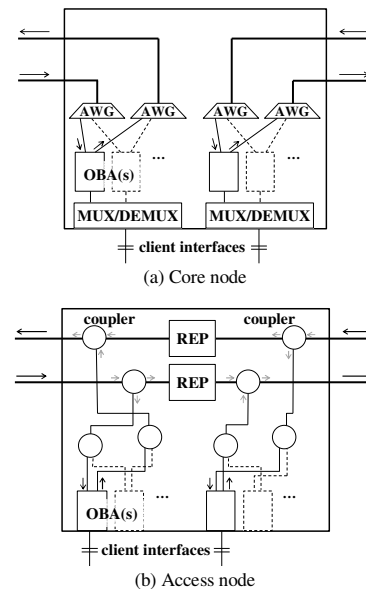 AWG AWG AWG AWG
... ...
OBA(s)
MUX/DEMUX MUX/DEMUX
client interfaces
(a) Core node
coupler coupler
REP
REP
... ...
OBA(s)
client interfaces
(b) Access node